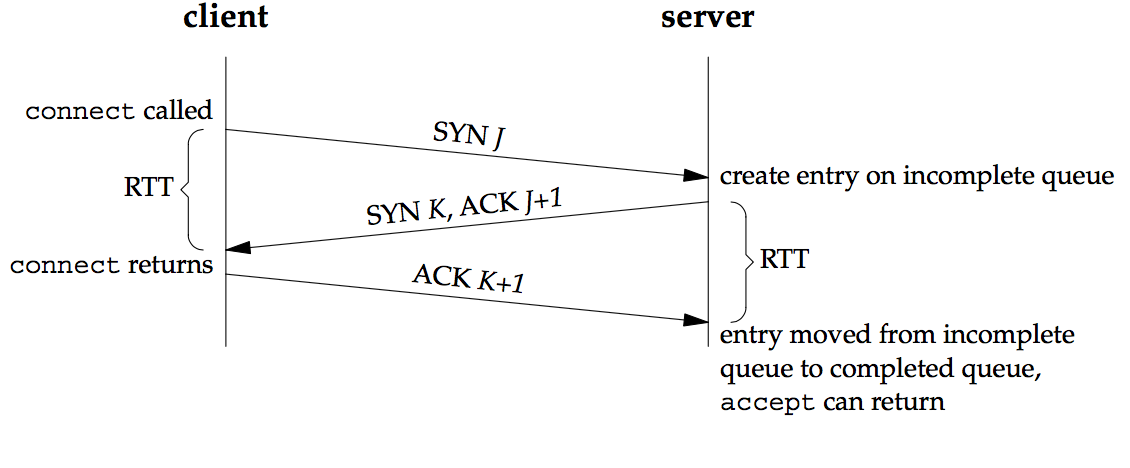 client
server
connect called
SYN J
RTT
create entry on incomplete queue
SYN K, ACK J+1
RTT
connect returns
ACK K+1
entry moved from incomplete
queue to completed queue,
accept can return